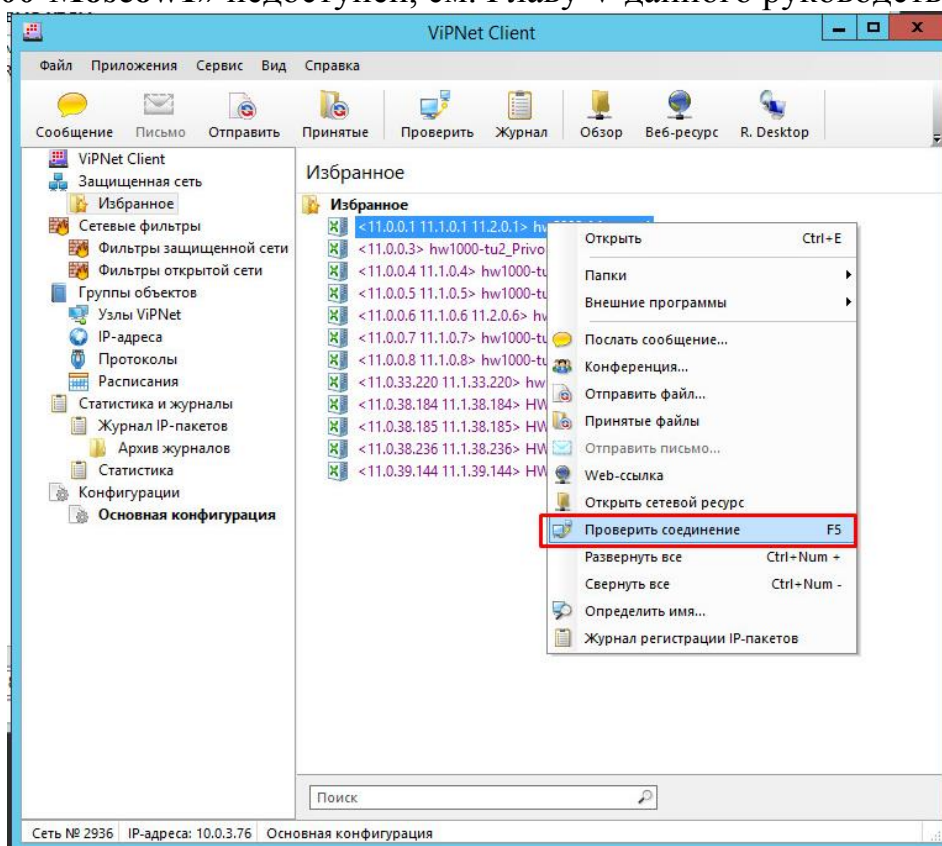 Moscow1» недоступен, см. Главу V данного руководств
ViPNet Client
Файл Приложения Сервис Вид Справка
Сообщение Письмо Отправить Принятые Проверить Журнал Обзор Веб-ресурс R. Desktop
ViPNet Client
Защищенная сеть
Избранное
Сетевые фильтры
Фильтры защищенной сети
Фильтры открытой сети
Группы объектов
Узлы ViPNet
IP-адреса
Протоколы
Расписания
Статистика и журналы
Журнал IP-пакетов
Архив журналов
Статистика
Конфигурации
Основная конфигурация
Избранное
Избранное
<11.0.0.1 11.1.0.1 11.2.0.1>
<11.0.0.3> hw1000-tu2_Privo
<11.0.0.4 11.1.0.4> hw1000-tu
<11.0.0.5 11.1.0.5> hw1000-tu
<11.0.0.6 11.1.0.6 11.2.0.6> hw
<11.0.0.7 11.1.0.7> hw1000-tu
<11.0.0.8 11.1.0.8> hw1000-tu
<11.0.33.220 11.1.33.220> hw
<11.0.38.184 11.1.38.184> HW
<11.0.38.185 11.1.38.185> HW
<11.0.38.236 11.1.38.236> HW
<11.0.39.144 11.1.39.144> HW
Открыть Ctrl+E
Папки
Внешние программы
Послать сообщение...
Конференция...
Отправить файл...
Принятые файлы
Отправить письмо...
Web-ссылка
Открыть сетевой ресурс
Проверить соединение F5
Развернуть все Ctrl+Num +
Свернуть все Ctrl+Num -
Определить имя...
Журнал регистрации IP-пакетов
Поиск
Сеть № 2936 IP-адреса: 10.0.3.76 Основная конфигурация